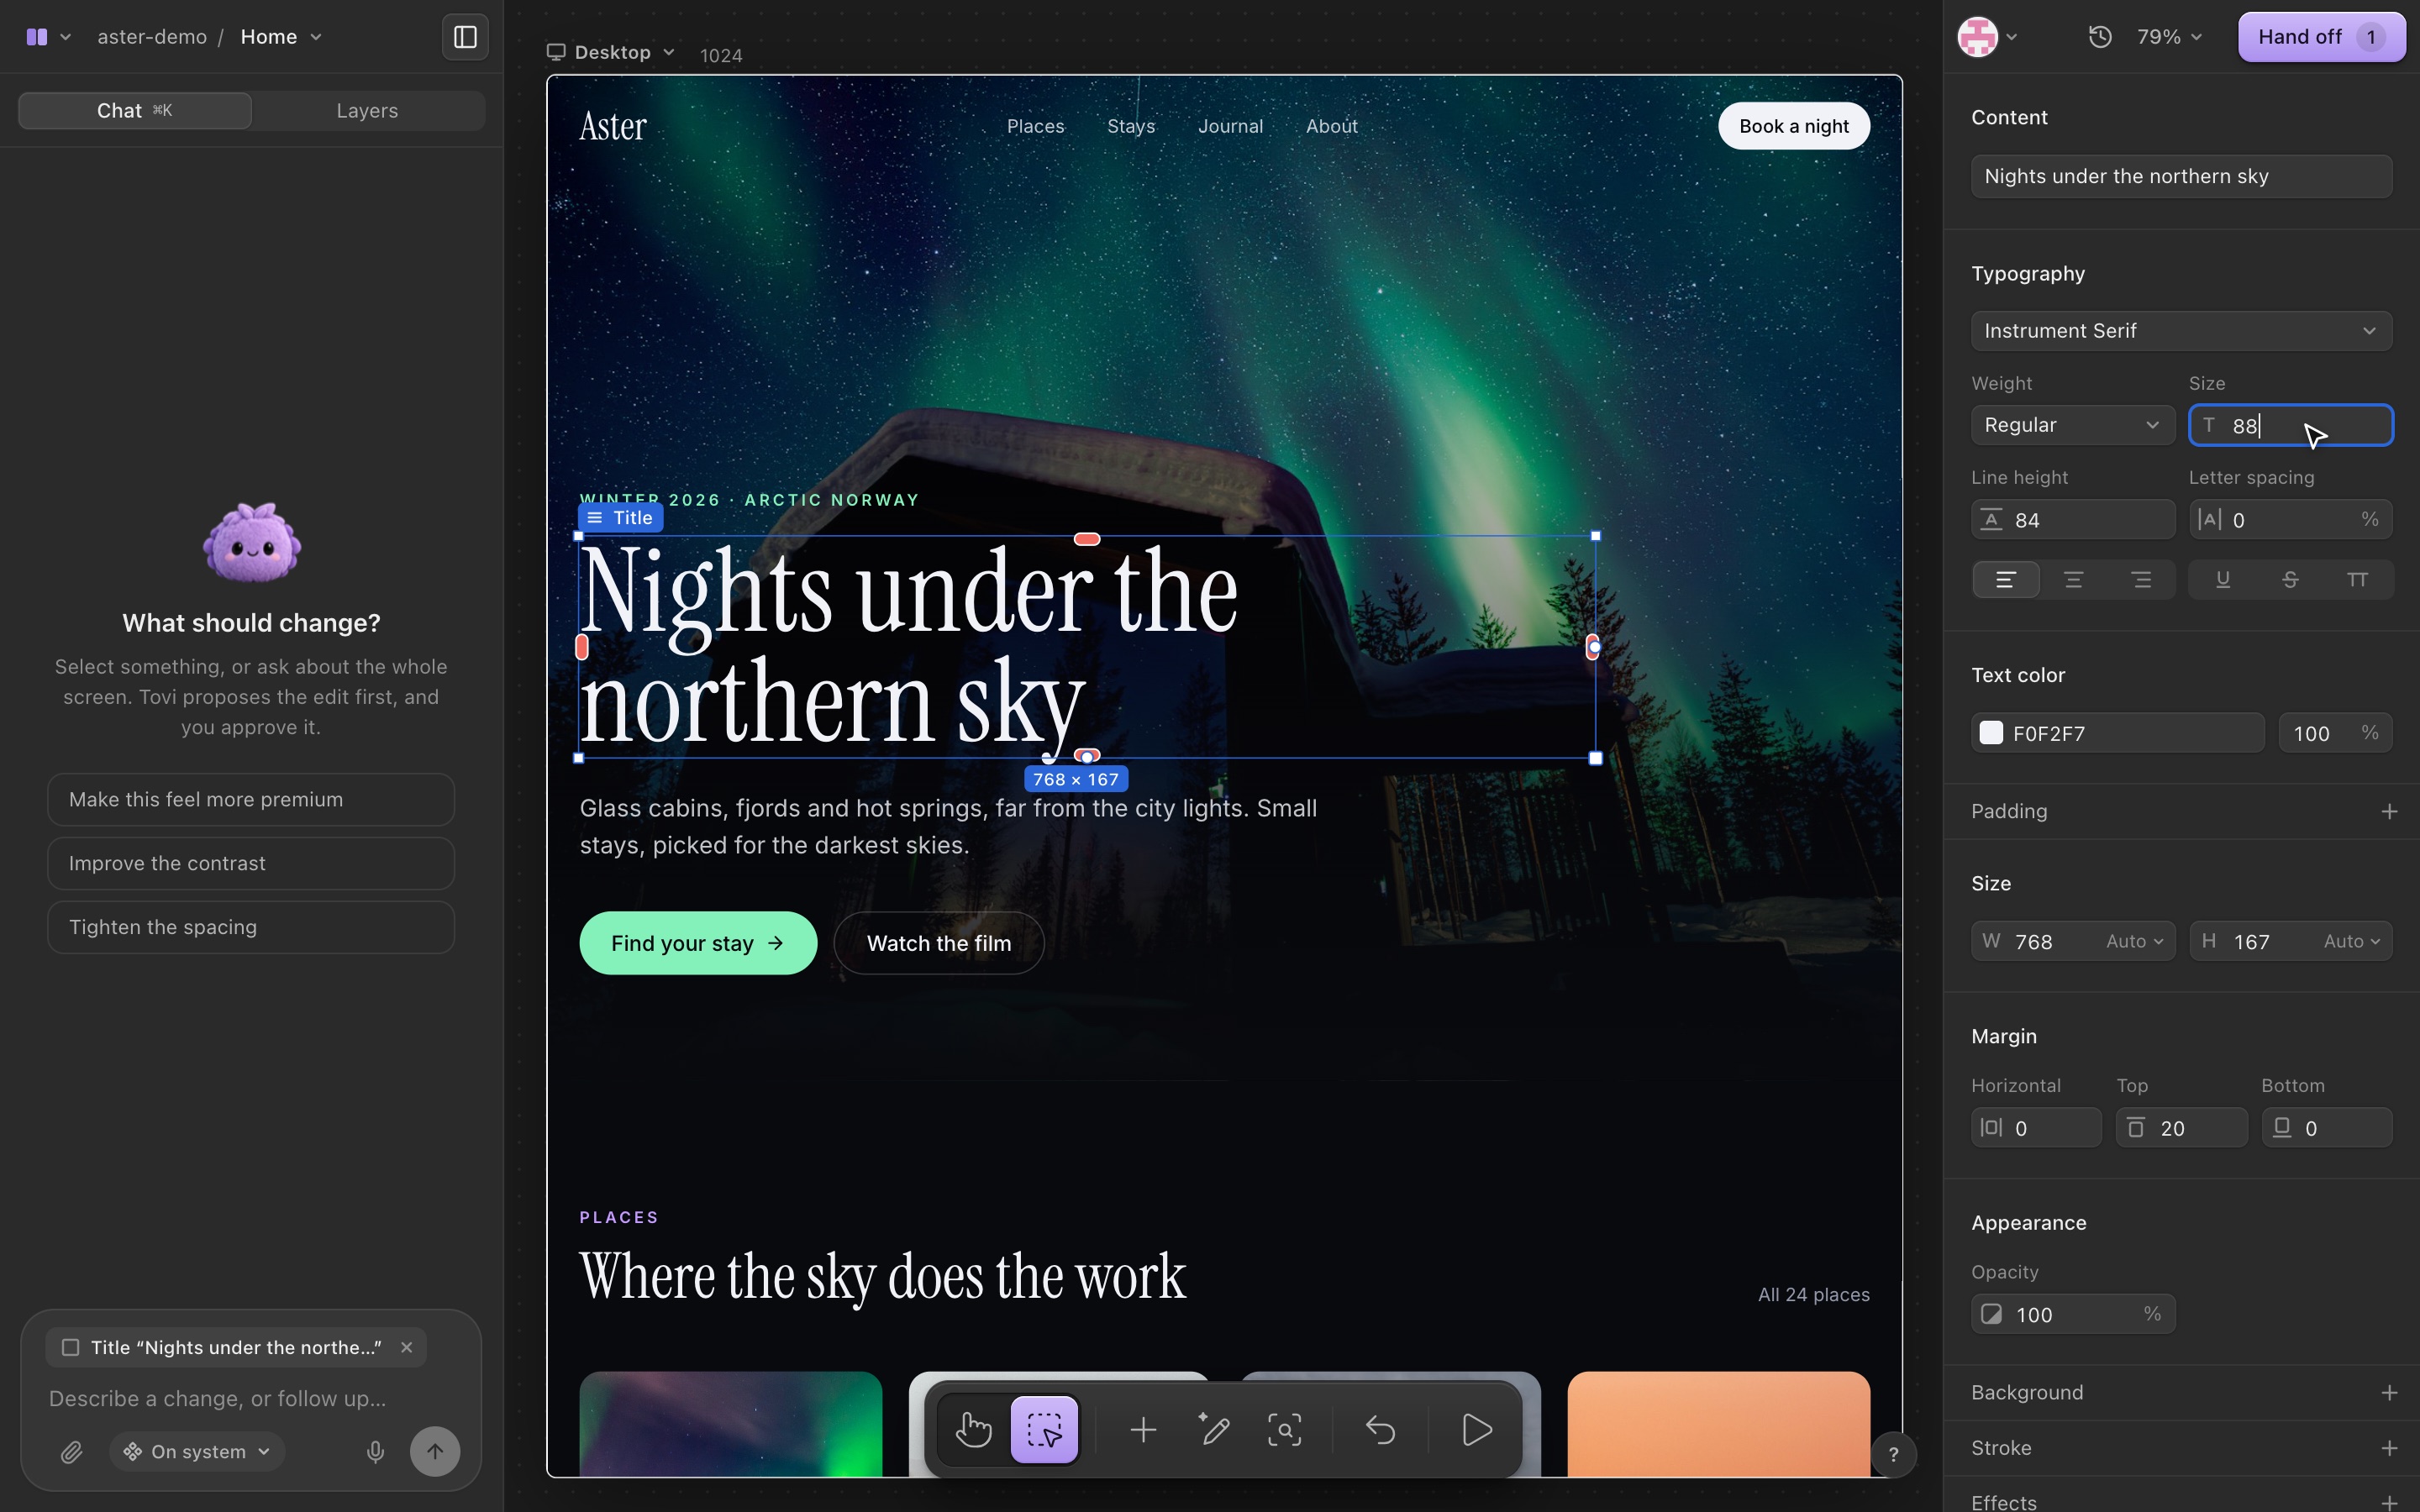 aster-demo / Home
Chat ⌘K
Layers
What should change?
Select something, or ask about the whole
screen. Tovi proposes the edit first, and
you approve it.
Make this feel more premium
Improve the contrast
Tighten the spacing
Title “Nights under the northe...” ×
Describe a change, or follow up...
On system
Desktop 1024
Aster
Places
Stays
Journal
About
Book a night
WINTER 2026 · ARCTIC NORWAY
Title
Nights under the
northern sky
768 × 167
Glass cabins, fjords and hot springs, far from the city lights. Small
stays, picked for the darkest skies.
Find your stay →
Watch the film
PLACES
Where the sky does the work
All 24 places
?
79%
Hand off 1
Content
Nights under the northern sky
Typography
Instrument Serif
Weight Size
Regular T 88
Line height Letter spacing
A 84 |A| 0 %
U S TT
Text color
F0F2F7 100 %
Padding
Size
W 768 Auto H 167 Auto
Margin
Horizontal Top Bottom
0 20 0
Appearance
Opacity
100 %
Background
Stroke
Effects